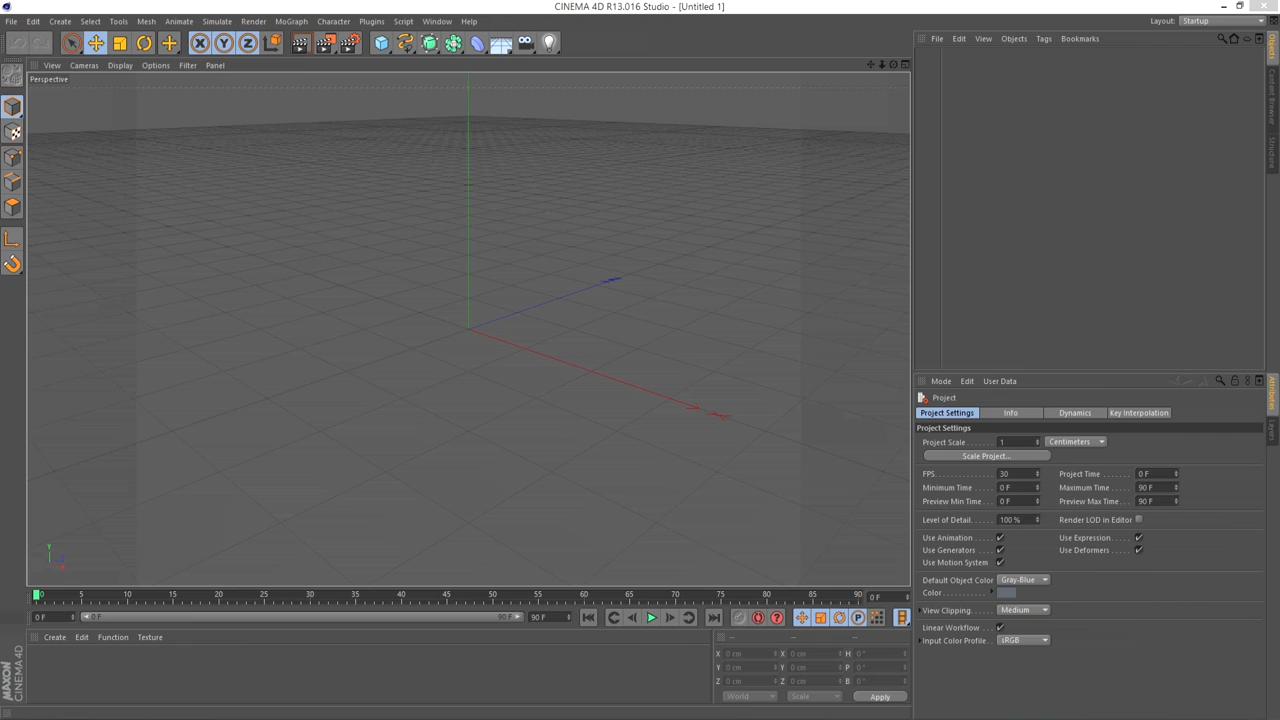 CINEMA 4D R13.016 Studio - [Untitled 1]
File Edit Create Select Tools Mesh Animate Simulate Render MoGraph Character Plugins Script Window Help
Layout: Startup
X Y Z
File Edit View Objects Tags Bookmarks
View Cameras Display Options Filter Panel
Perspective
Objects
Content Browser
Structure
Mode Edit User Data
Attributes
Layers
Project
Project Settings Info Dynamics Key Interpolation
Project Settings
Project Scale 1 Centimeters
Scale Project...
FPS 30 Project Time 0 F
Minimum Time 0 F Maximum Time 90 F
Preview Min Time 0 F Preview Max Time 90 F
Level of Detail 100 % Render LOD in Editor
Use Animation Use Expression
Use Generators Use Deformers
Use Motion System
Default Object Color Gray-Blue
Color
View Clipping Medium
Linear Workflow
Input Color Profile sRGB
Y
Z
X
0 5 10 15 20 25 30 35 40 45 50 55 60 65 70 75 80 85 90 0 F
0 F 0 F 90 F 90 F
P
Create Edit Function Texture
-- -- --
X 0 cm X 0 cm H 0 °
Y 0 cm Y 0 cm P 0 °
Z 0 cm Z 0 cm B 0 °
World Scale Apply
MAXON
CINEMA 4D